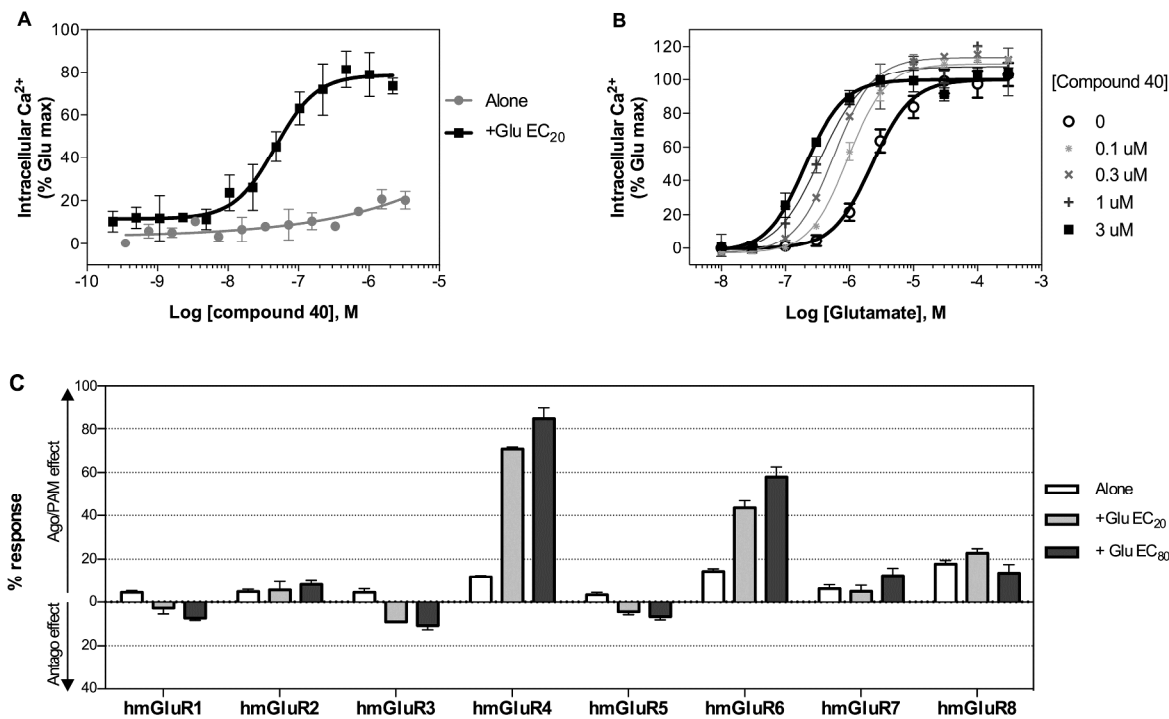 A
Intracellular Ca2+
(% Glu max)
100
80
60
40
20
0
-10
-9
-8
-7
-6
-5
Log [compound 40], M
Alone
+Glu EC20
B
Intracellular Ca2+
(% Glu max)
120
100
80
60
40
20
0
-8
-7
-6
-5
-4
-3
Log [Glutamate], M
[Compound 40]
0
0.1 uM
0.3 uM
1 uM
3 uM
C
% response
Ago/PAM effect
Antago effect
100
80
60
40
20
0
20
40
hmGluR1
hmGluR2
hmGluR3
hmGluR4
hmGluR5
hmGluR6
hmGluR7
hmGluR8
Alone
+Glu EC20
+ Glu EC80